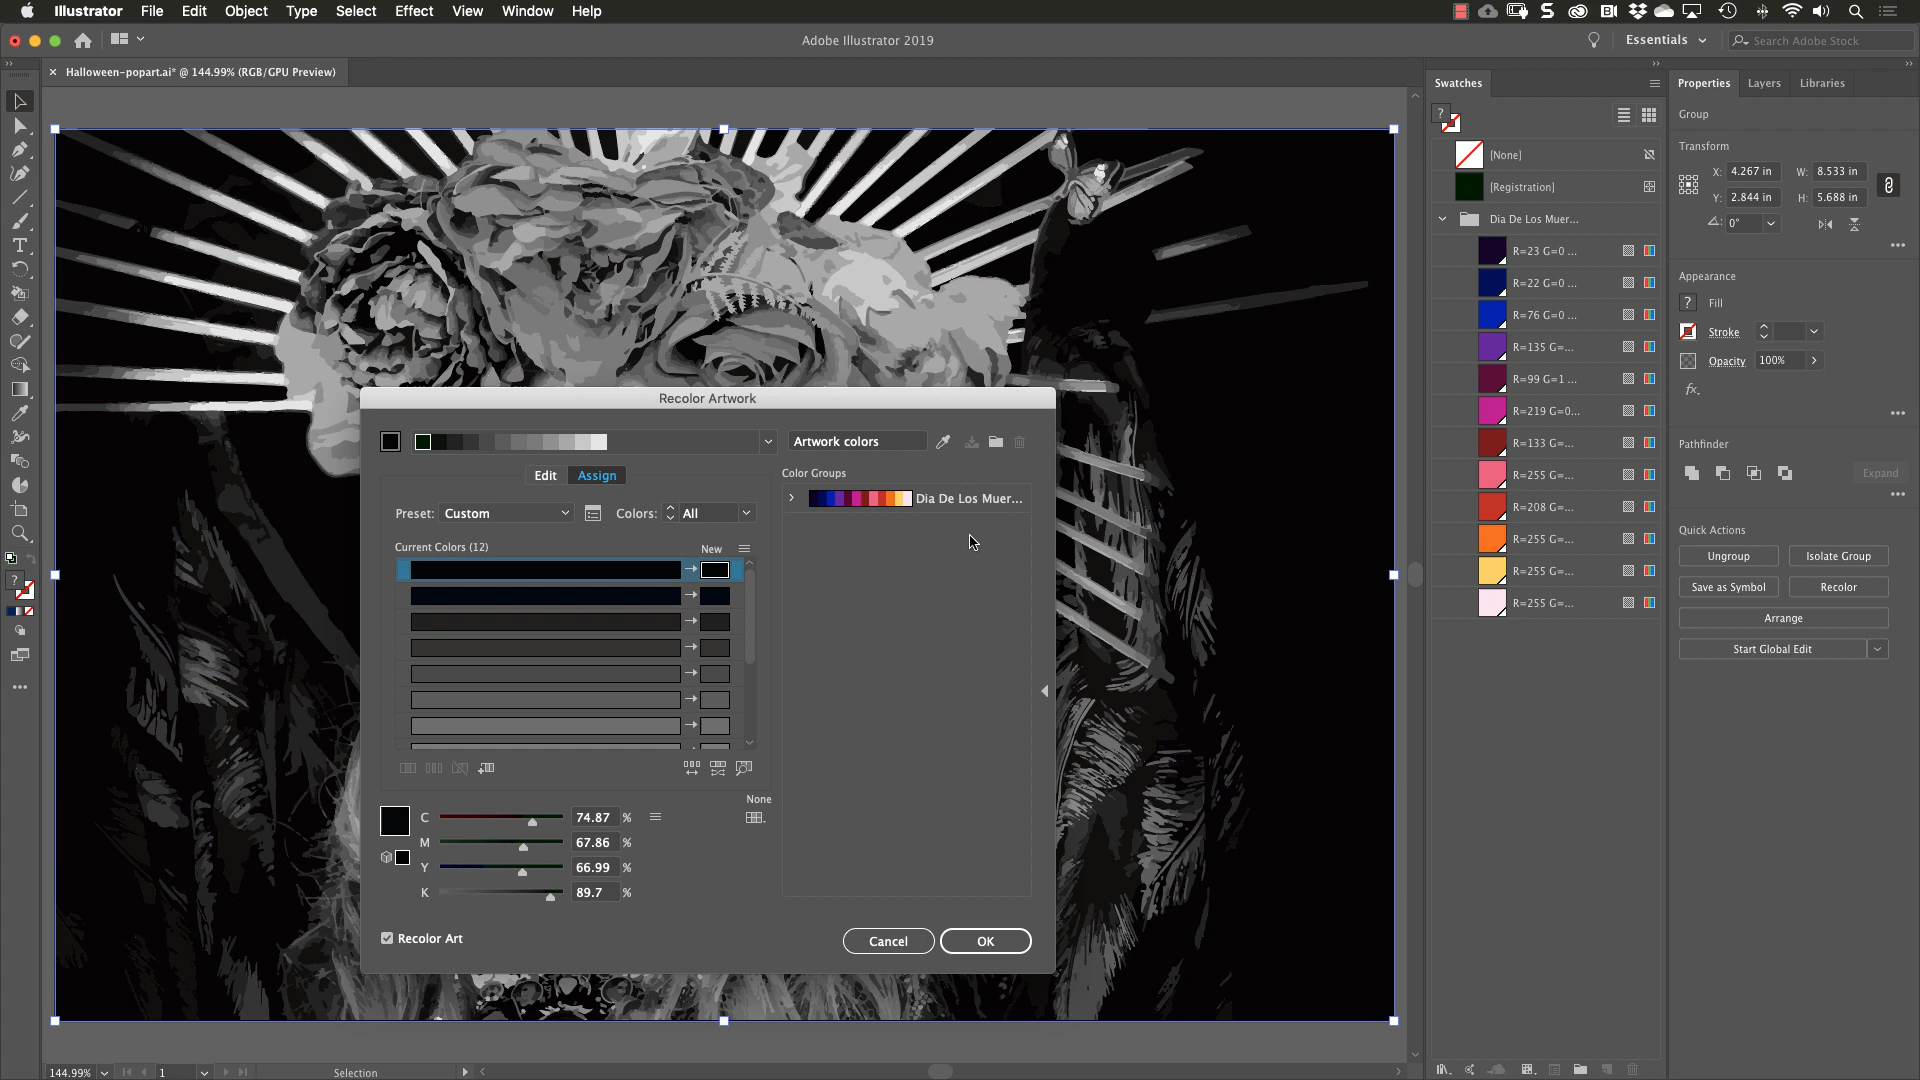 Illustrator File Edit Object Type Select Effect View Window Help
Adobe Illustrator 2019
Essentials
Search Adobe Stock
× Halloween-popart.ai* @ 144.99% (RGB/GPU Preview)
Swatches
[None]
[Registration]
Dia De Los Muer...
R=23 G=0 ...
R=22 G=0 ...
R=76 G=0 ...
R=135 G=...
R=99 G=1 ...
R=219 G=0...
R=133 G=...
R=255 G=...
R=208 G=...
R=255 G=...
R=255 G=...
R=255 G=...
Properties Layers Libraries
Group
Transform
X: 4.267 in W: 8.533 in
Y: 2.844 in H: 5.688 in
0°
Appearance
? Fill
Stroke
Opacity 100%
fx.
Pathfinder
Expand
Quick Actions
Ungroup Isolate Group
Save as Symbol Recolor
Arrange
Start Global Edit
Recolor Artwork
Artwork colors
Edit Assign
Color Groups
Dia De Los Muer...
Preset: Custom Colors: All
Current Colors (12) New
None
C 74.87 %
M 67.86 %
Y 66.99 %
K 89.7 %
Recolor Art
Cancel OK
144.99% 1 Selection